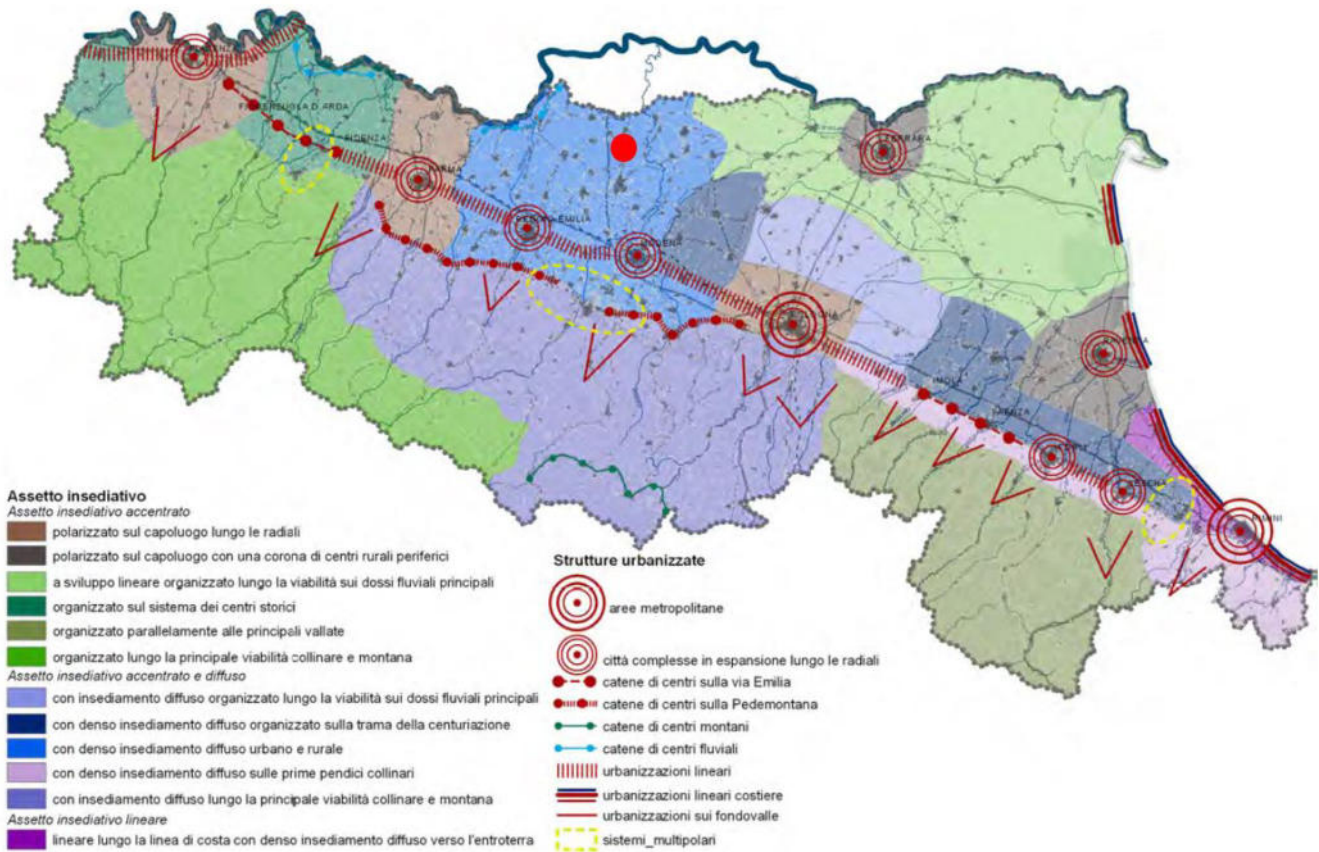 FIDENZA
PARMA
REGGIO EMILIA
MODENA
BOLOGNA
FERRARA
IMOLA
FAENZA
CESENA
RIMINI
Assetto insediativo
Assetto insediativo accentrato
polarizzato sul capoluogo lungo le radiali
polarizzato sul capoluogo con una corona di centri rurali periferici
a sviluppo lineare organizzato lungo la viabilità sui dossi fluviali principali
organizzato sul sistema dei centri storici
organizzato parallelamente alle principali vallate
organizzato lungo la principale viabilità collinare e montana
Assetto insediativo accentrato e diffuso
con insediamento diffuso organizzato lungo la viabilità sui dossi fluviali principali
con denso insediamento diffuso organizzato sulla trama della centuriazione
con denso insediamento diffuso urbano e rurale
con denso insediamento diffuso sulle prime pendici collinari
con insediamento diffuso lungo la principale viabilità collinare e montana
Assetto insediativo lineare
lineare lungo la linea di costa con denso insediamento diffuso verso l'entroterra
Strutture urbanizzate
aree metropolitane
città complesse in espansione lungo le radiali
catene di centri sulla via Emilia
catene di centri sulla Pedemontana
catene di centri montani
catene di centri fluviali
urbanizzazioni lineari
urbanizzazioni lineari costiere
urbanizzazioni sui fondovalle
sistemi_multipolari